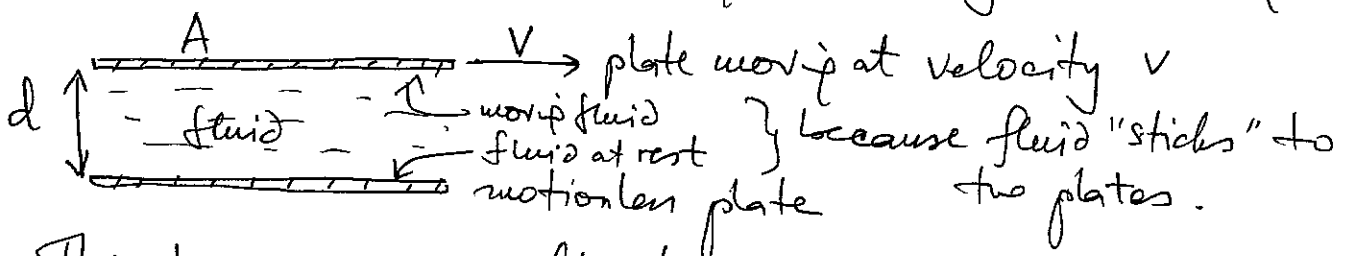 A
V
plate moving at velocity v
d
fluid
moving fluid
fluid at rest
because fluid "sticks" to
motionless plate
the plates.